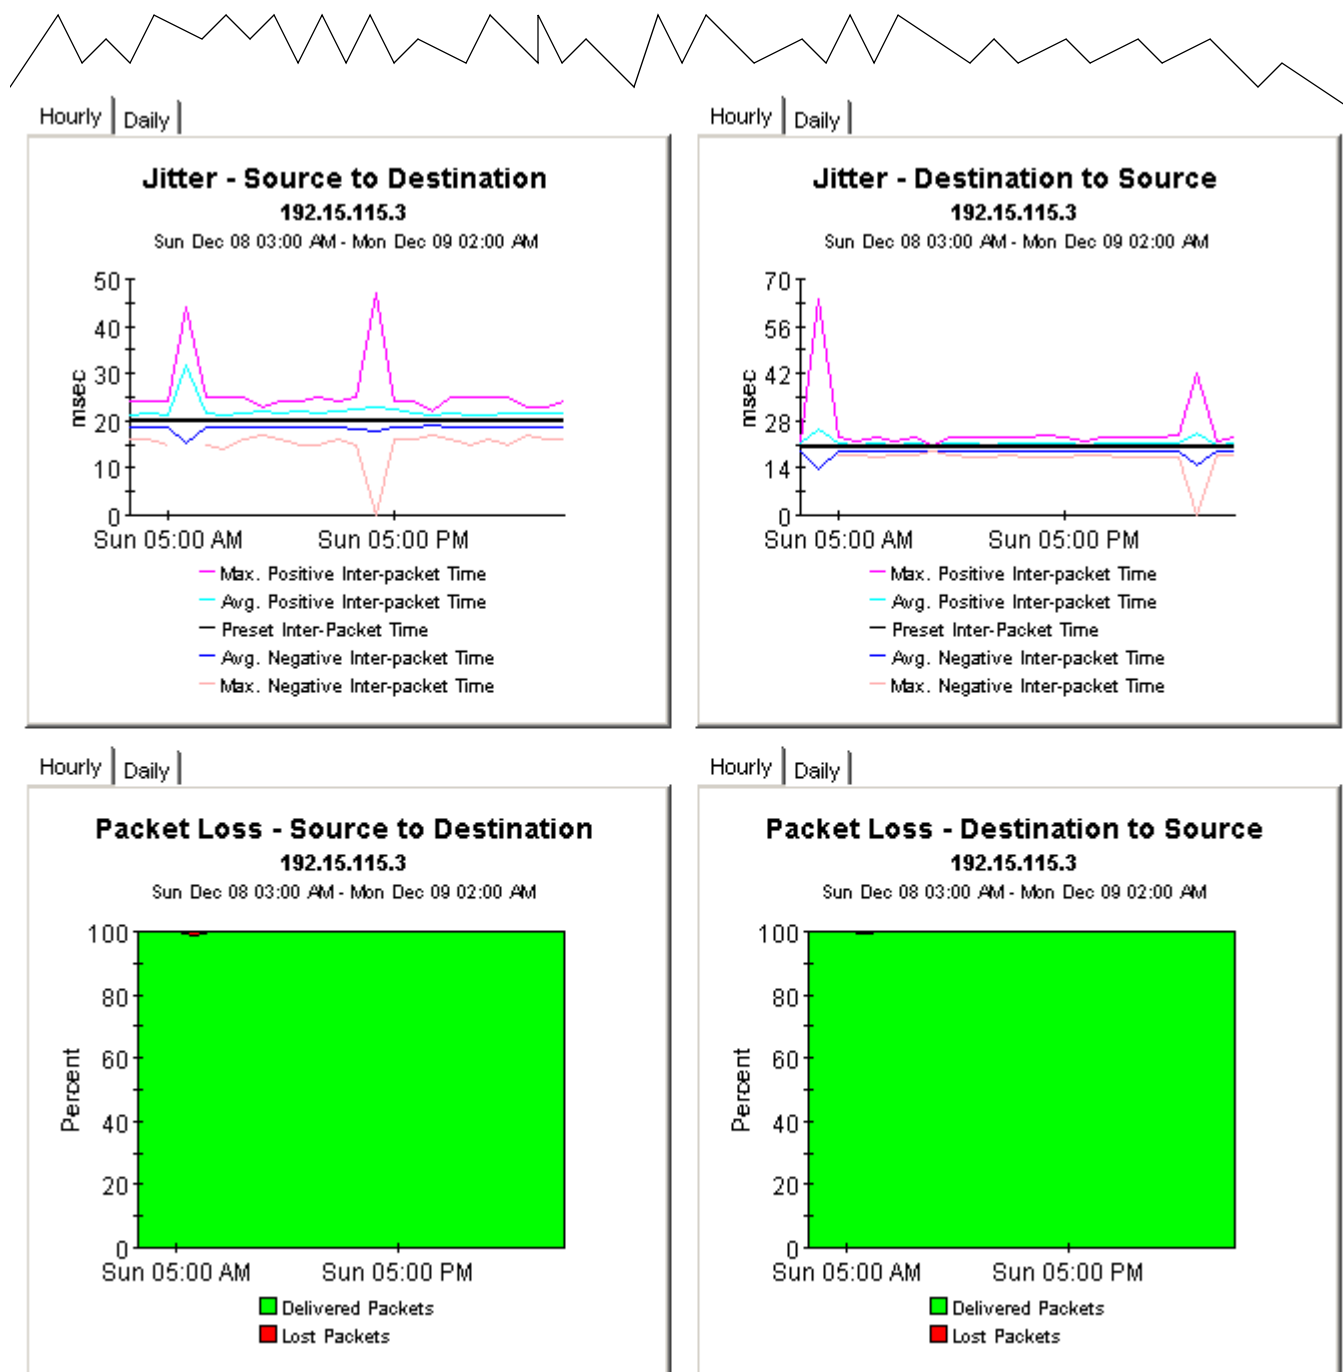 Hourly Daily
Jitter - Source to Destination
192.15.115.3
Sun Dec 08 03:00 AM - Mon Dec 09 02:00 AM
50
40
30
20
10
0
msec
Sun 05:00 AM Sun 05:00 PM
Max. Positive Inter-packet Time
Avg. Positive Inter-packet Time
Preset Inter-Packet Time
Avg. Negative Inter-packet Time
Max. Negative Inter-packet Time
Hourly Daily
Jitter - Destination to Source
192.15.115.3
Sun Dec 08 03:00 AM - Mon Dec 09 02:00 AM
70
56
42
28
14
0
msec
Sun 05:00 AM Sun 05:00 PM
Max. Positive Inter-packet Time
Avg. Positive Inter-packet Time
Preset Inter-Packet Time
Avg. Negative Inter-packet Time
Max. Negative Inter-packet Time
Hourly Daily
Packet Loss - Source to Destination
192.15.115.3
Sun Dec 08 03:00 AM - Mon Dec 09 02:00 AM
100
80
60
40
20
0
Percent
Sun 05:00 AM Sun 05:00 PM
Delivered Packets
Lost Packets
Hourly Daily
Packet Loss - Destination to Source
192.15.115.3
Sun Dec 08 03:00 AM - Mon Dec 09 02:00 AM
100
80
60
40
20
0
Percent
Sun 05:00 AM Sun 05:00 PM
Delivered Packets
Lost Packets